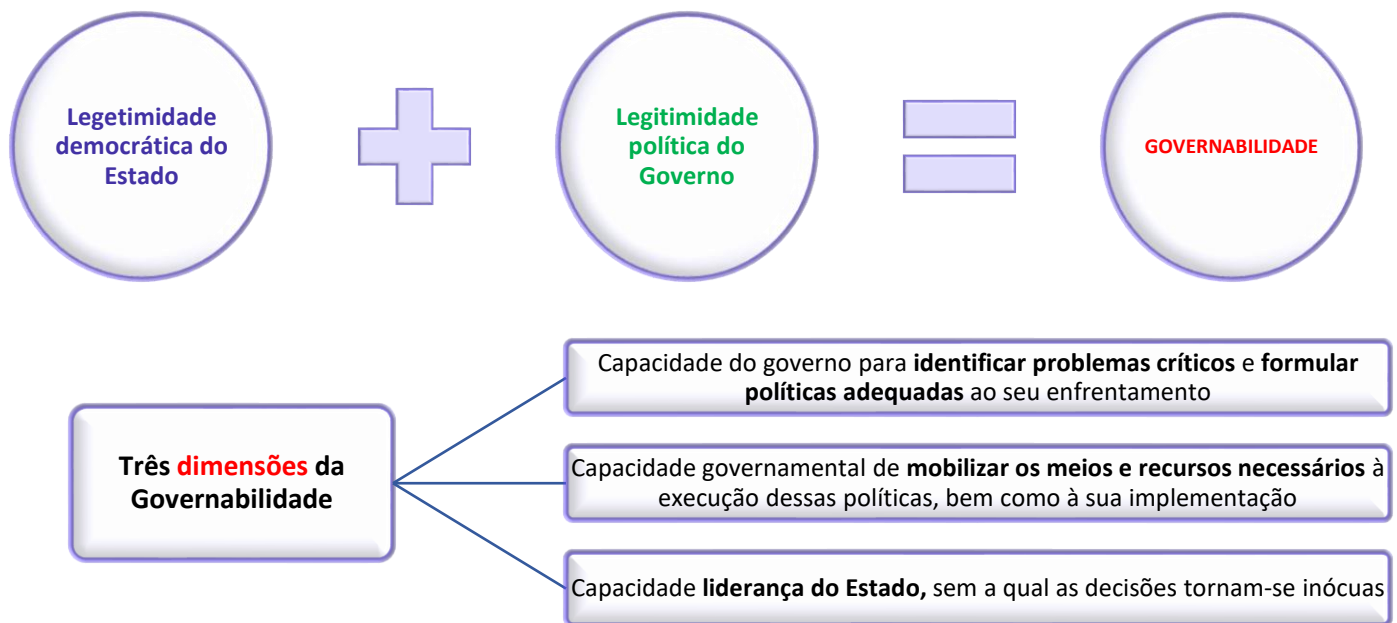 Legetimidade
democrática do
Estado
Legitimidade
política do
Governo
GOVERNABILIDADE
Três dimensões da
Governabilidade
Capacidade do governo para identificar problemas críticos e formular
políticas adequadas ao seu enfrentamento
Capacidade governamental de mobilizar os meios e recursos necessários à
execução dessas políticas, bem como à sua implementação
Capacidade liderança do Estado, sem a qual as decisões tornam-se inócuas